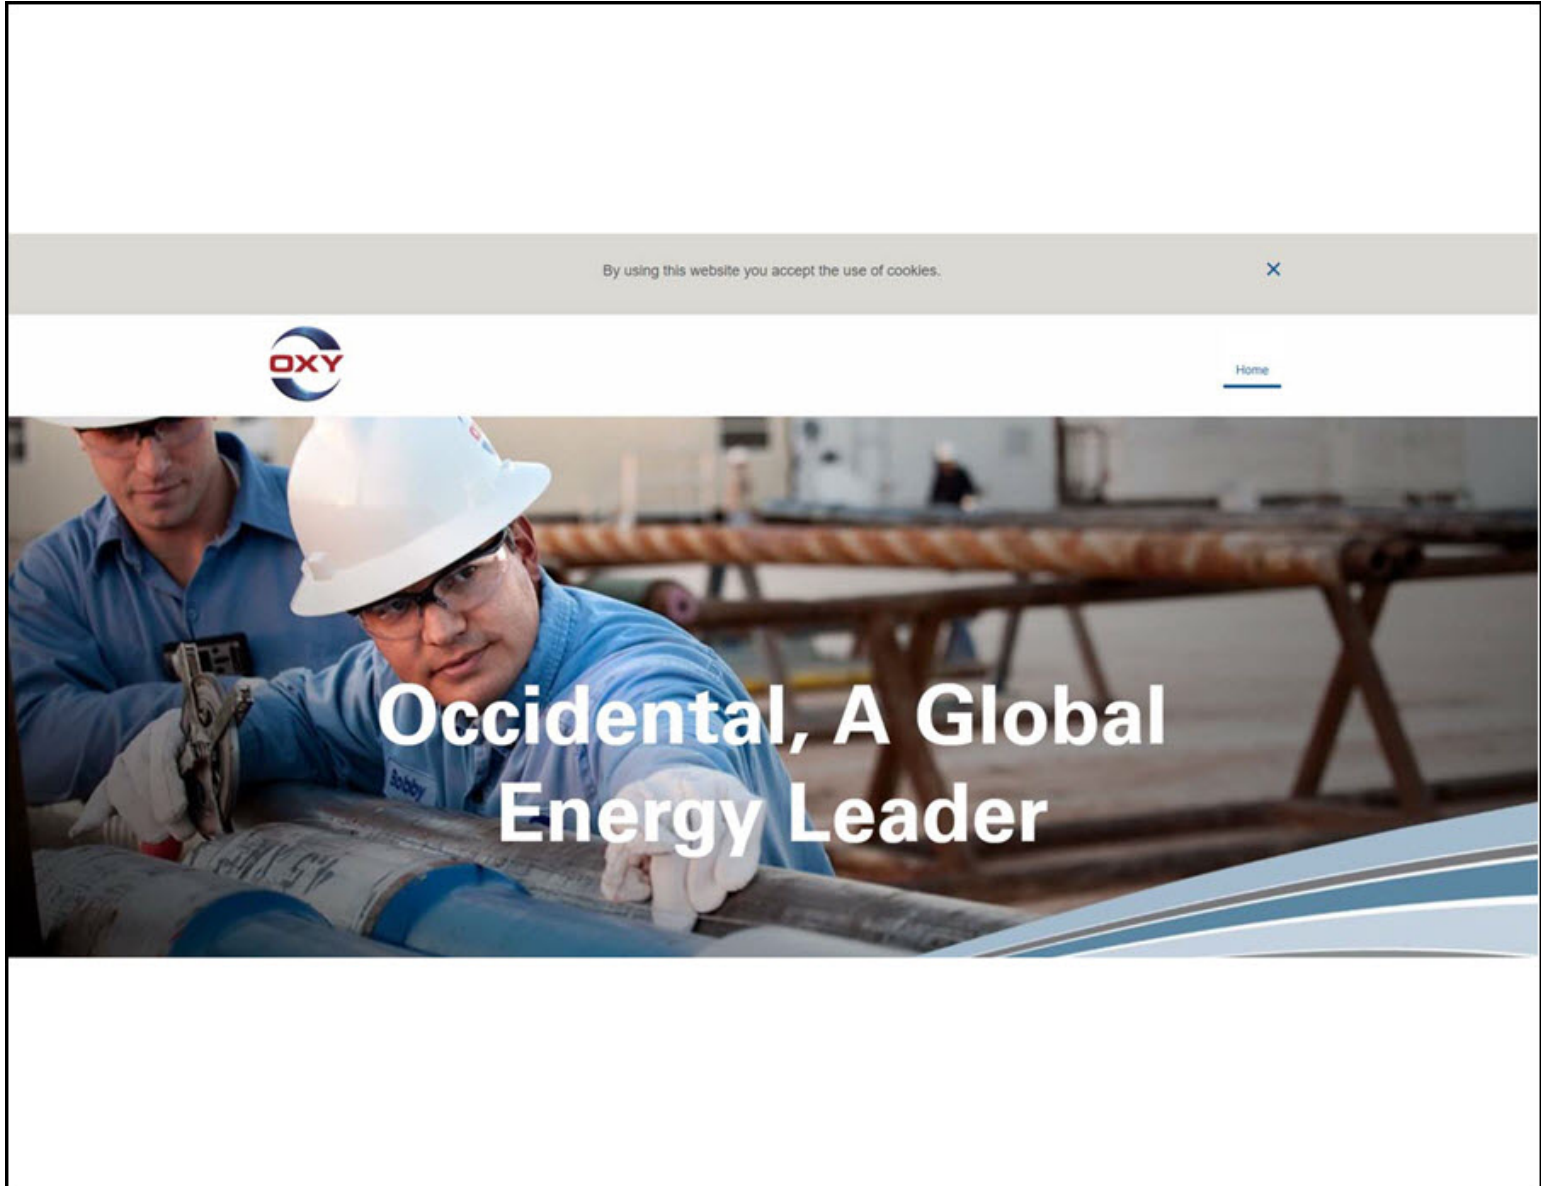 By using this website you accept the use of cookies.
OXY
Home
Occidental, A Global
Energy Leader
Bobby